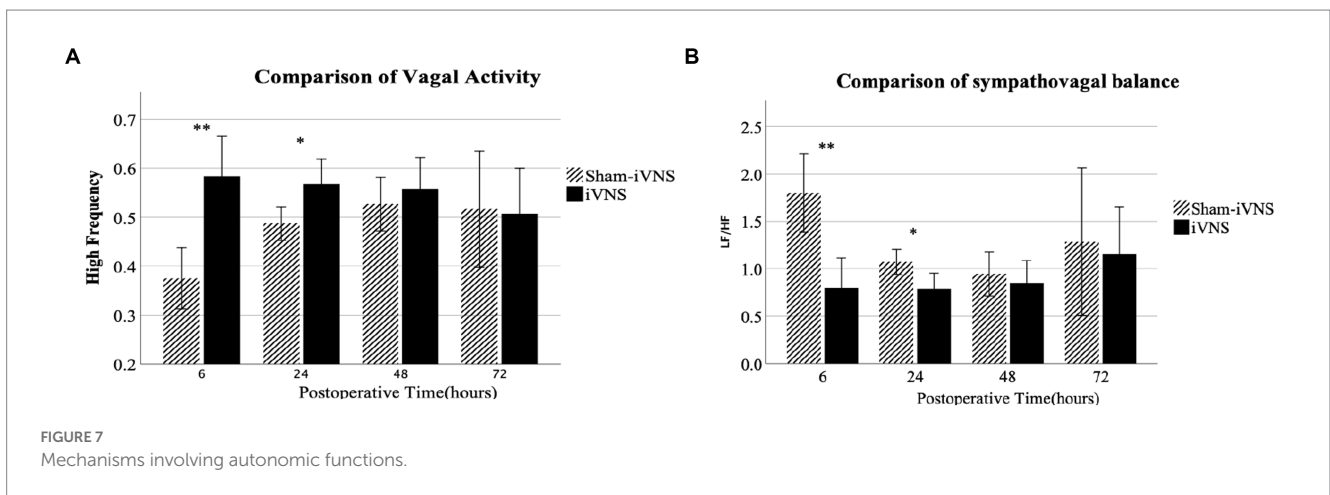 A
Comparison of Vagal Activity
High Frequency
0.7
0.6
0.5
0.4
0.3
0.2
**
*
Sham-iVNS
iVNS
6 24 48 72
Postoperative Time(hours)
B
Comparison of sympathovagal balance
LF/HF
2.5
2.0
1.5
1.0
0.5
0.0
**
*
Sham-iVNS
iVNS
6 24 48 72
Postoperative Time(hours)
FIGURE 7
Mechanisms involving autonomic functions.